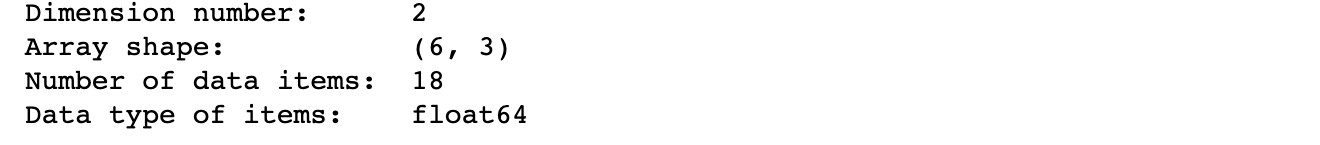 Dimension number:      2
Array shape:           (6, 3)
Number of data items:  18
Data type of items:    float64